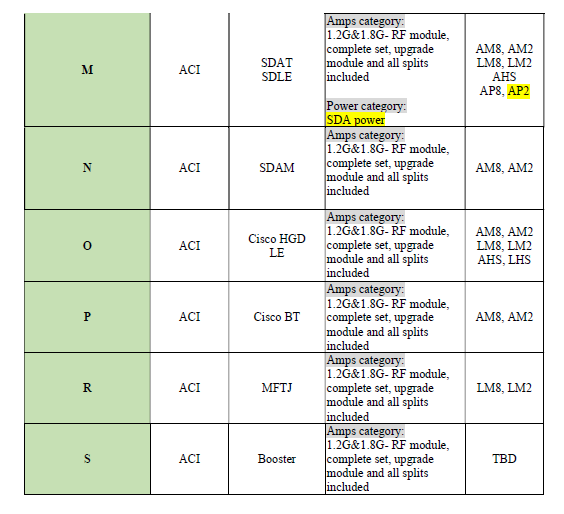 M
ACI
SDAT
SDLE
Amps category:
1.2G&1.8G- RF module,
complete set, upgrade
module and all splits
included
Power category:
SDA power
AM8, AM2
LM8, LM2
AHS
AP8, AP2
N
ACI
SDAM
Amps category:
1.2G&1.8G- RF module,
complete set, upgrade
module and all splits
included
AM8, AM2
O
ACI
Cisco HGD
LE
Amps category:
1.2G&1.8G- RF module,
complete set, upgrade
module and all splits
included
AM8, AM2
LM8, LM2
AHS, LHS
P
ACI
Cisco BT
Amps category:
1.2G&1.8G- RF module,
complete set, upgrade
module and all splits
included
AM8, AM2
R
ACI
MFTJ
Amps category:
1.2G&1.8G- RF module,
complete set, upgrade
module and all splits
included
LM8, LM2
S
ACI
Booster
Amps category:
1.2G&1.8G- RF module,
complete set, upgrade
module and all splits
included
TBD